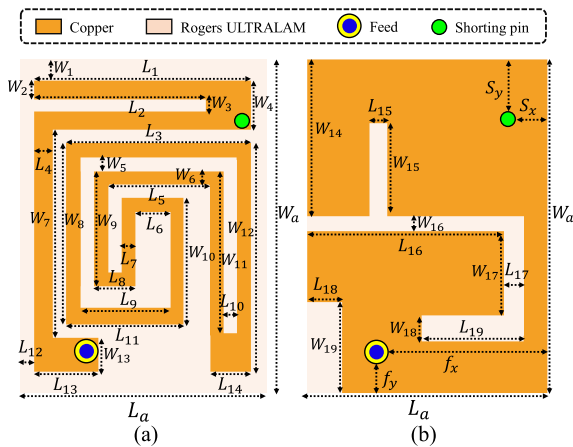 Copper Rogers ULTRALAM Feed Shorting pin
W₁ L₁
W₂ L₂ W₃ W₄
L₃
L₄ W₅ W₆
L₅
L₆
W₇ W₈ W₉ W₁₀ W₁₁ W₁₂
L₇
L₈
L₉ L₁₀
L₁₁
L₁₂ W₁₃
L₁₃ L₁₄
Lₐ
Wₐ
(a)
Sᵧ Sₓ
L₁₅
W₁₄ W₁₅
W₁₆
L₁₆
W₁₇ L₁₇
L₁₈
W₁₈ L₁₉
W₁₉
fₓ
fᵧ
Lₐ
Wₐ
(b)